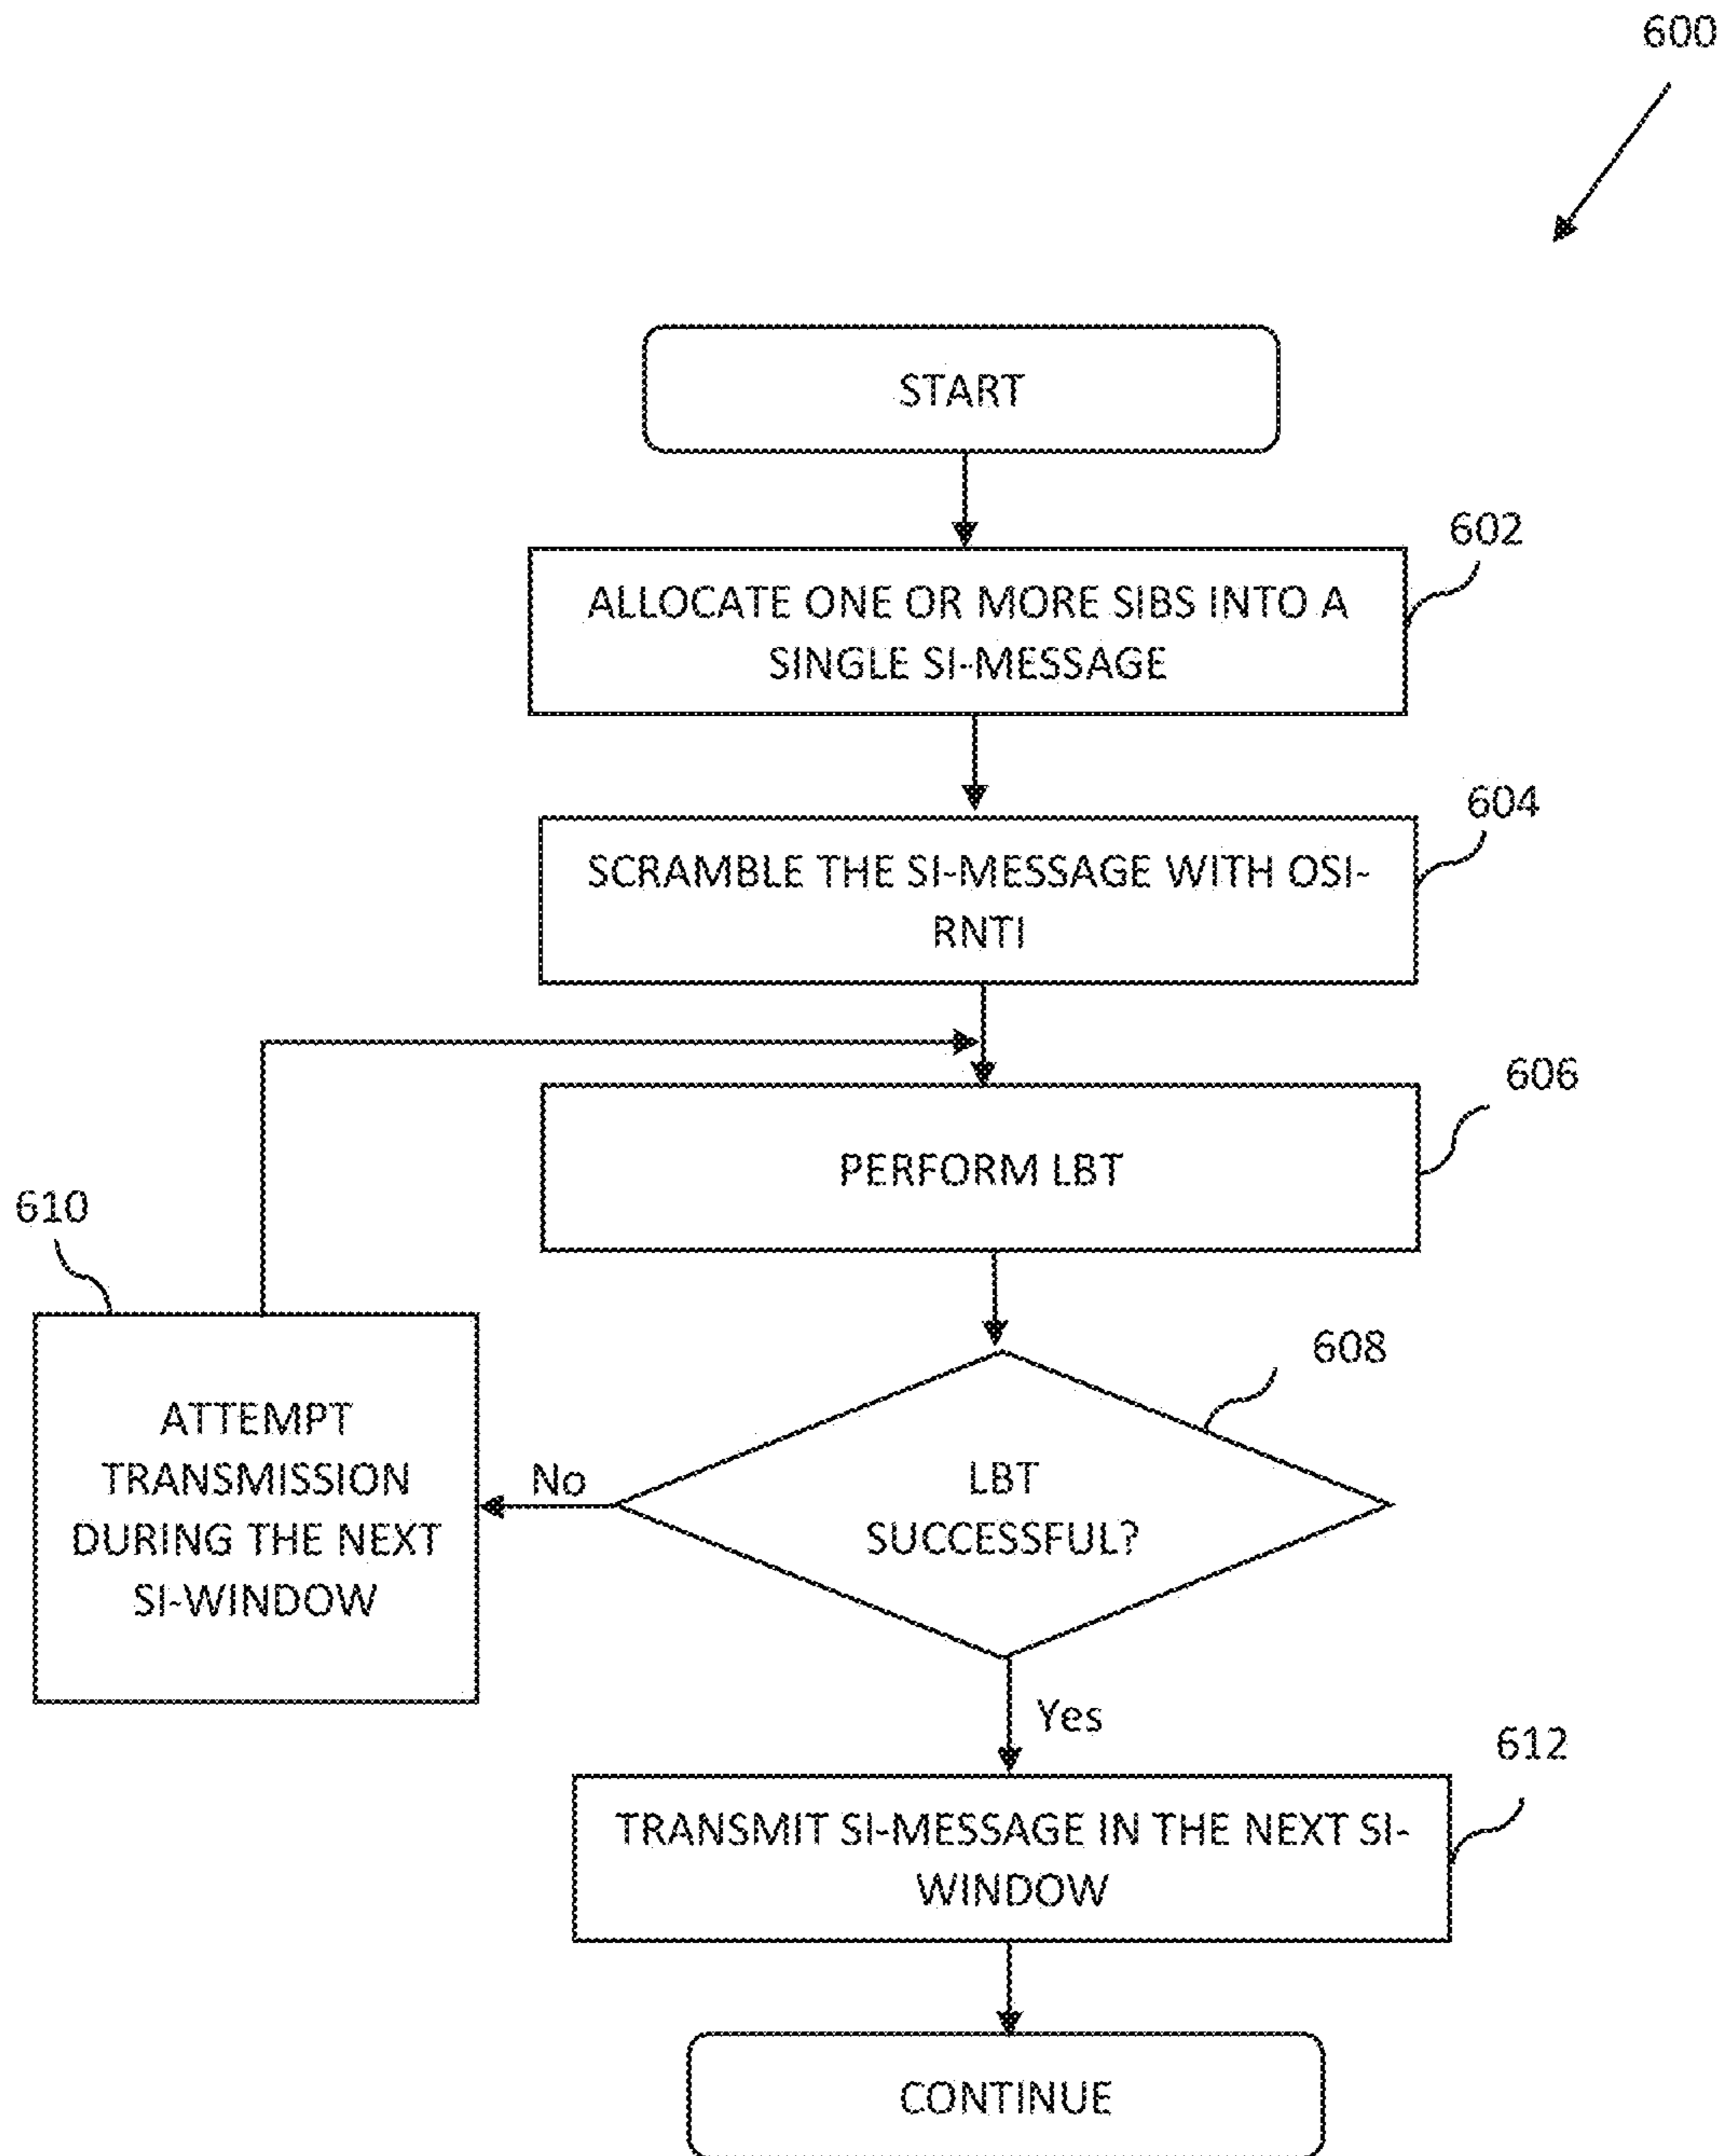 600
START
602
ALLOCATE ONE OR MORE SIBS INTO A
SINGLE SI-MESSAGE
604
SCRAMBLE THE SI-MESSAGE WITH OSI-
RNTI
606
PERFORM LBT
610
608
ATTEMPT
TRANSMISSION
DURING THE NEXT
SI-WINDOW
No
LBT
SUCCESSFUL?
Yes
612
TRANSMIT SI-MESSAGE IN THE NEXT SI-
WINDOW
CONTINUE